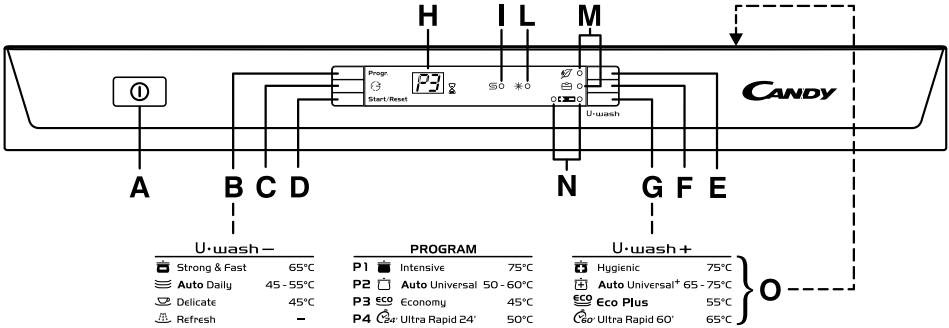 H I L M
Progr. P3
CANDY
Start/Reset
U·wash
A B C D N G F E
U·wash – PROGRAM U·wash +
Strong & Fast 65°C P1 Intensive 75°C Hygienic 75°C
Auto Daily 45 - 55°C P2 Auto Universal 50 - 60°C Auto Universal+ 65 - 75°C O
Delicate 45°C P3 ECO Economy 45°C ECO Eco Plus 55°C
Refresh – P4 24' Ultra Rapid 24' 50°C 60' Ultra Rapid 60' 65°C